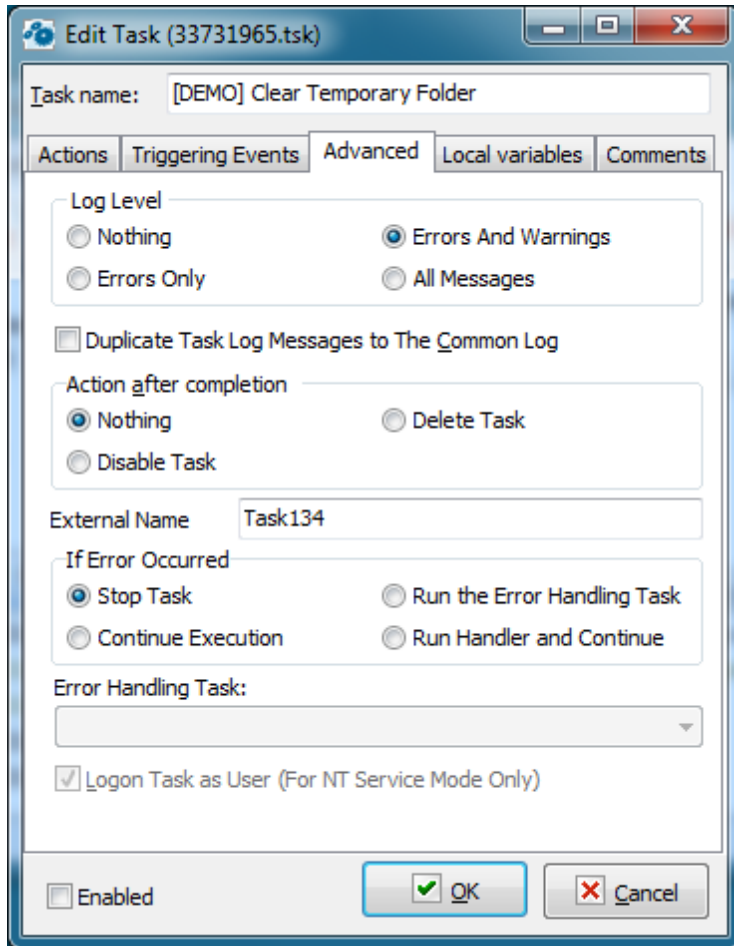 Edit Task (33731965.tsk)
Task name: [DEMO] Clear Temporary Folder
Actions Triggering Events Advanced Local variables Comments
Log Level
Nothing Errors And Warnings
Errors Only All Messages
Duplicate Task Log Messages to The Common Log
Action after completion
Nothing Delete Task
Disable Task
External Name Task134
If Error Occurred
Stop Task Run the Error Handling Task
Continue Execution Run Handler and Continue
Error Handling Task:
Logon Task as User (For NT Service Mode Only)
Enabled OK Cancel